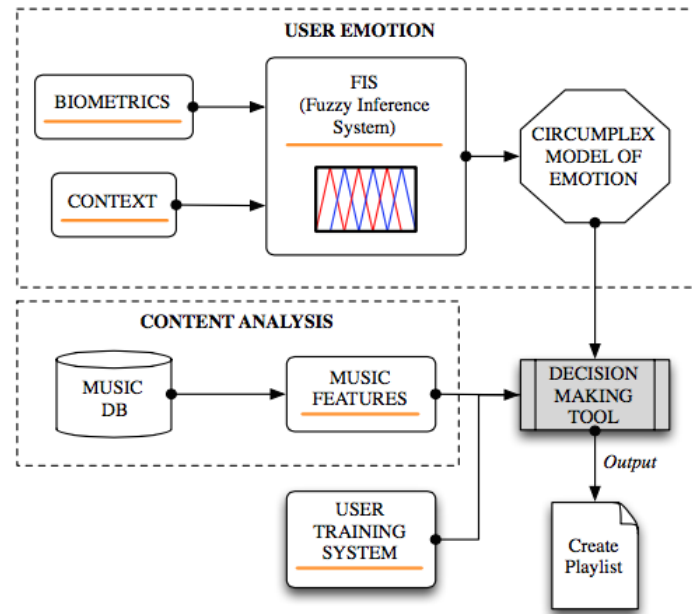 USER EMOTION
BIOMETRICS
FIS
(Fuzzy Inference
System)
CONTEXT
CIRCUMPLEX
MODEL OF
EMOTION
CONTENT ANALYSIS
MUSIC
DB
MUSIC
FEATURES
DECISION
MAKING
TOOL
Output
USER
TRAINING
SYSTEM
Create
Playlist